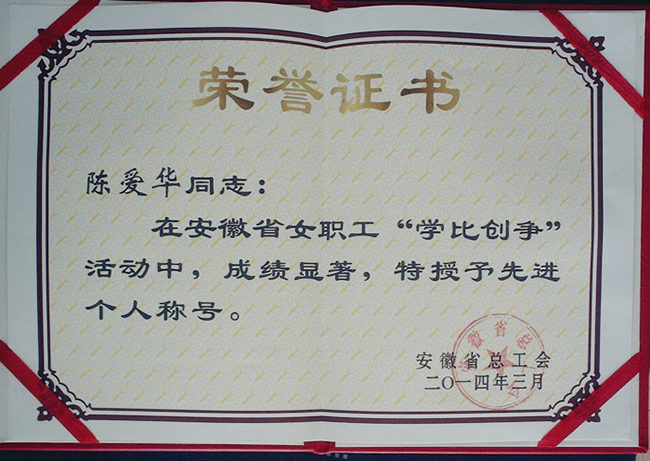 荣誉证书
陈爱华同志：
在安徽省女职工“学比创争”
活动中，成绩显著，特授予先进
个人称号。
安徽省总工会
二〇一四年三月